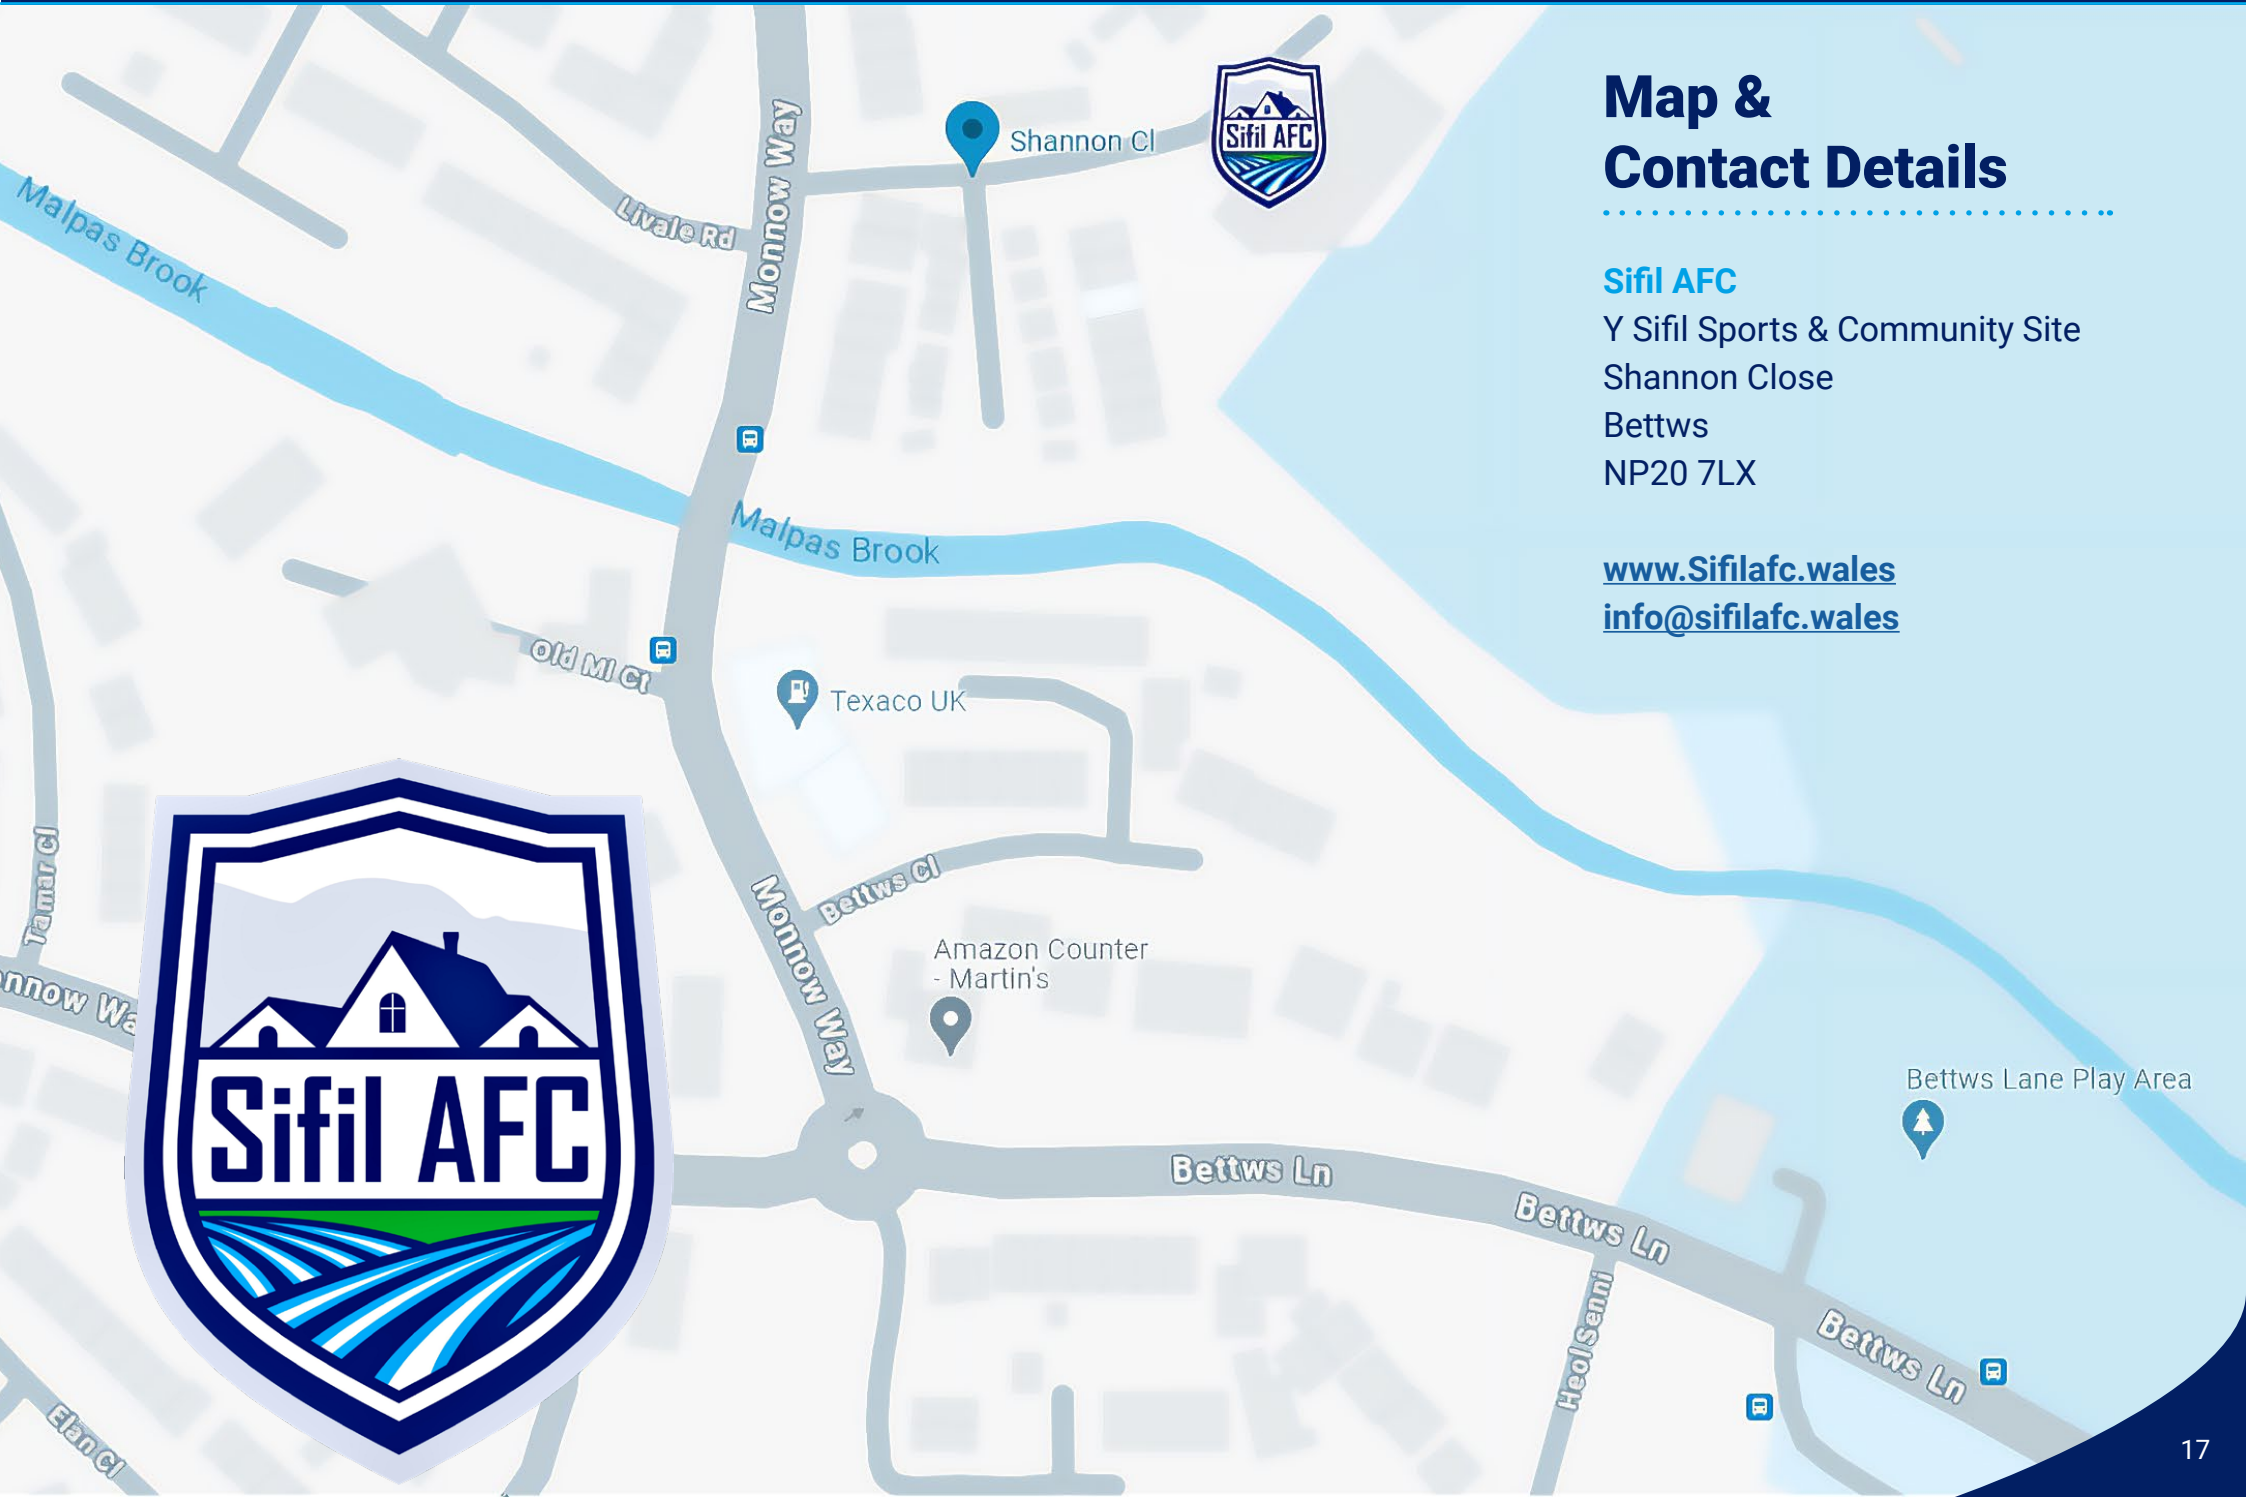 Map &
Contact Details
Sifil AFC
Y Sifil Sports & Community Site
Shannon Close
Bettws
NP20 7LX
www.Sifilafc.wales
info@sifilafc.wales
Shannon Cl
Sifil AFC
Monnow Way
Livale Rd
Malpas Brook
Malpas Brook
Old Ml Ct
Texaco UK
Tamar Cl
Bettws Cl
Monnow Way
Amazon Counter
- Martin's
nnow Wa
Sifil AFC
Bettws Lane Play Area
Bettws Ln
Bettws Ln
Heol Senni
Bettws Ln
Elan Cl
17